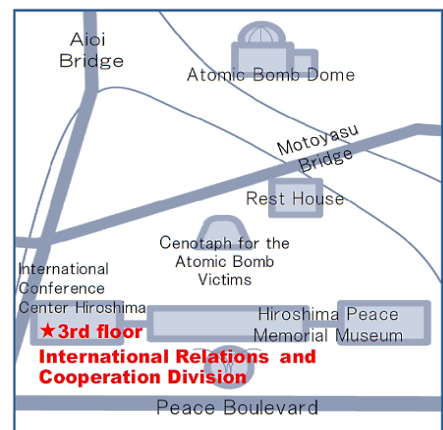 Aioi
Bridge
Atomic Bomb Dome
Motoyasu
Bridge
Rest House
Cenotaph for the
Atomic Bomb
Victims
International
Conference
Center Hiroshima
Hiroshima Peace
Memorial Museum
★3rd floor
International Relations and
Cooperation Division
Peace Boulevard